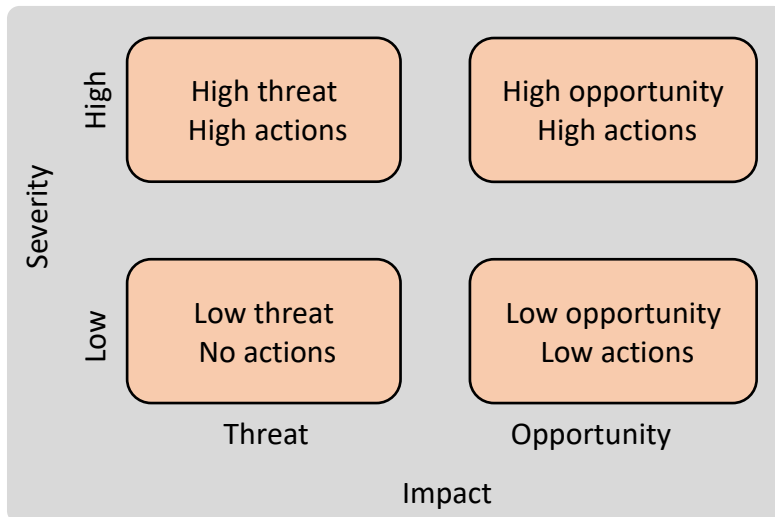 High
High threat
High actions
High opportunity
High actions
Severity
Low
Low threat
No actions
Low opportunity
Low actions
Threat
Opportunity
Impact